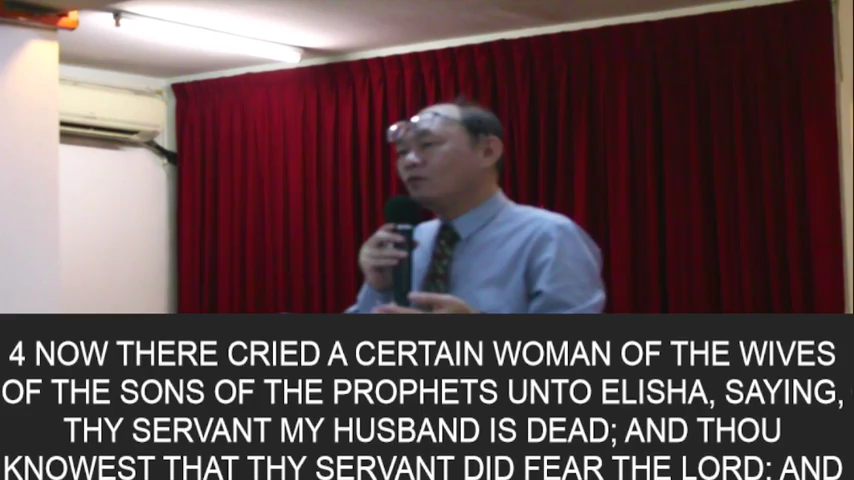 4 NOW THERE CRIED A CERTAIN WOMAN OF THE WIVES
OF THE SONS OF THE PROPHETS UNTO ELISHA, SAYING,
THY SERVANT MY HUSBAND IS DEAD; AND THOU
KNOWEST THAT THY SERVANT DID FEAR THE LORD: AND